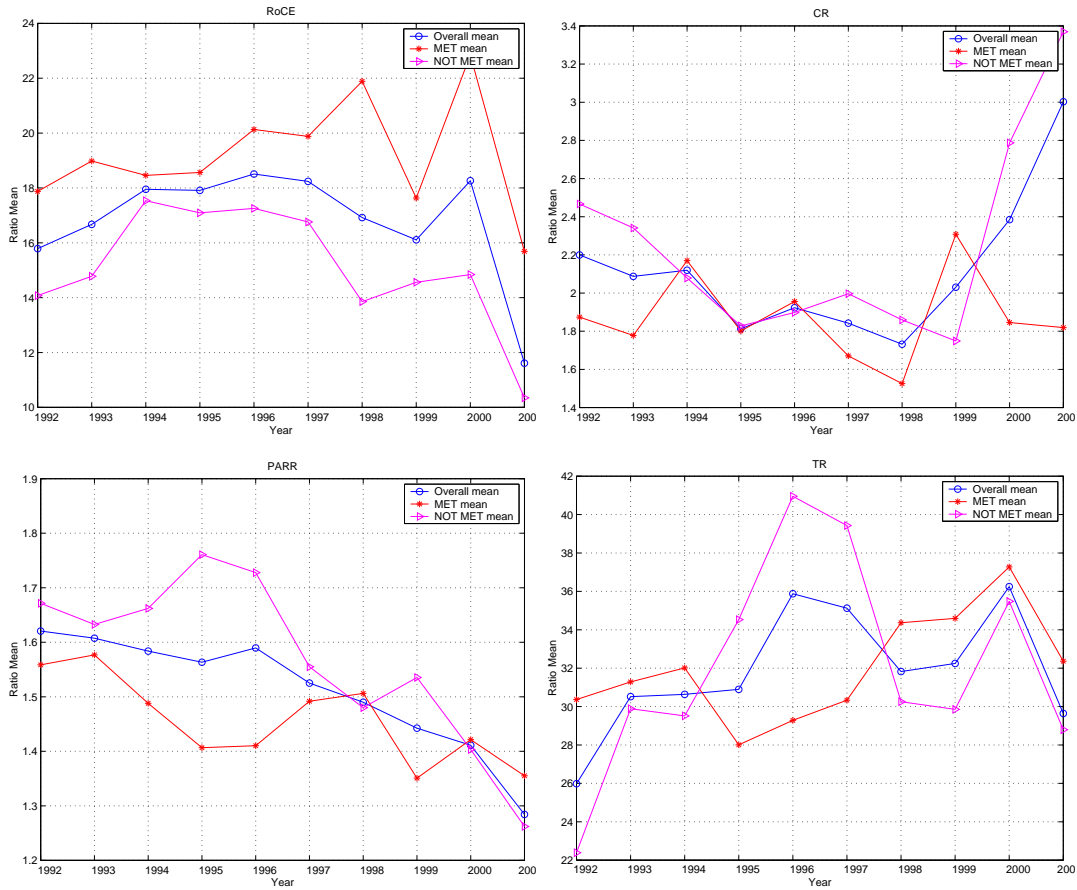 RoCE
24
22
20
18
16
14
12
10
Ratio Mean
Overall mean
MET mean
NOT MET mean
1992 1993 1994 1995 1996 1997 1998 1999 2000 200
Year
CR
3.4
3.2
3
2.8
2.6
2.4
2.2
2
1.8
1.6
1.4
Ratio Mean
Overall mean
MET mean
NOT MET mean
1992 1993 1994 1995 1996 1997 1998 1999 2000 200
Year
PARR
1.9
1.8
1.7
1.6
1.5
1.4
1.3
1.2
Ratio Mean
Overall mean
MET mean
NOT MET mean
1992 1993 1994 1995 1996 1997 1998 1999 2000 200
Year
TR
42
40
38
36
34
32
30
28
26
24
22
Ratio Mean
Overall mean
MET mean
NOT MET mean
1992 1993 1994 1995 1996 1997 1998 1999 2000 200
Year